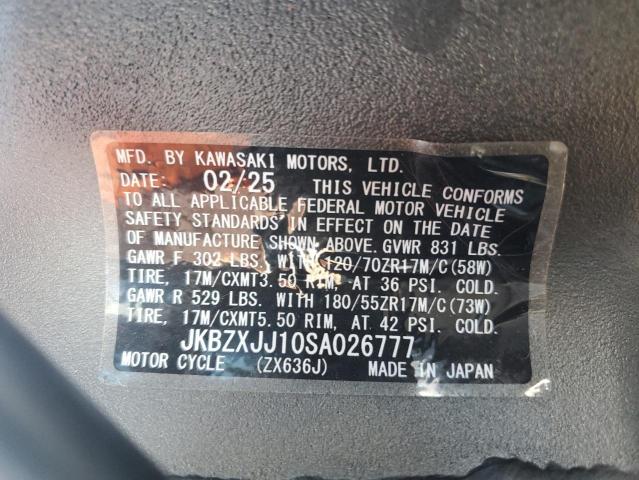 MFD. BY KAWASAKI MOTORS, LTD.
DATE: 02/25 THIS VEHICLE CONFORMS
TO ALL APPLICABLE FEDERAL MOTOR VEHICLE
SAFETY STANDARDS IN EFFECT ON THE DATE
OF MANUFACTURE SHOWN ABOVE. GVWR 831 LBS.
GAWR F 302 LBS. WITH 120/70ZR17M/C(58W)
TIRE, 17M/CXMT3.50 RIM, AT 36 PSI. COLD.
GAWR R 529 LBS. WITH 180/55ZR17M/C(73W)
TIRE, 17M/CXMT5.50 RIM, AT 42 PSI. COLD.
JKBZXJJ10SA026777
MOTOR CYCLE (ZX636J) MADE IN JAPAN